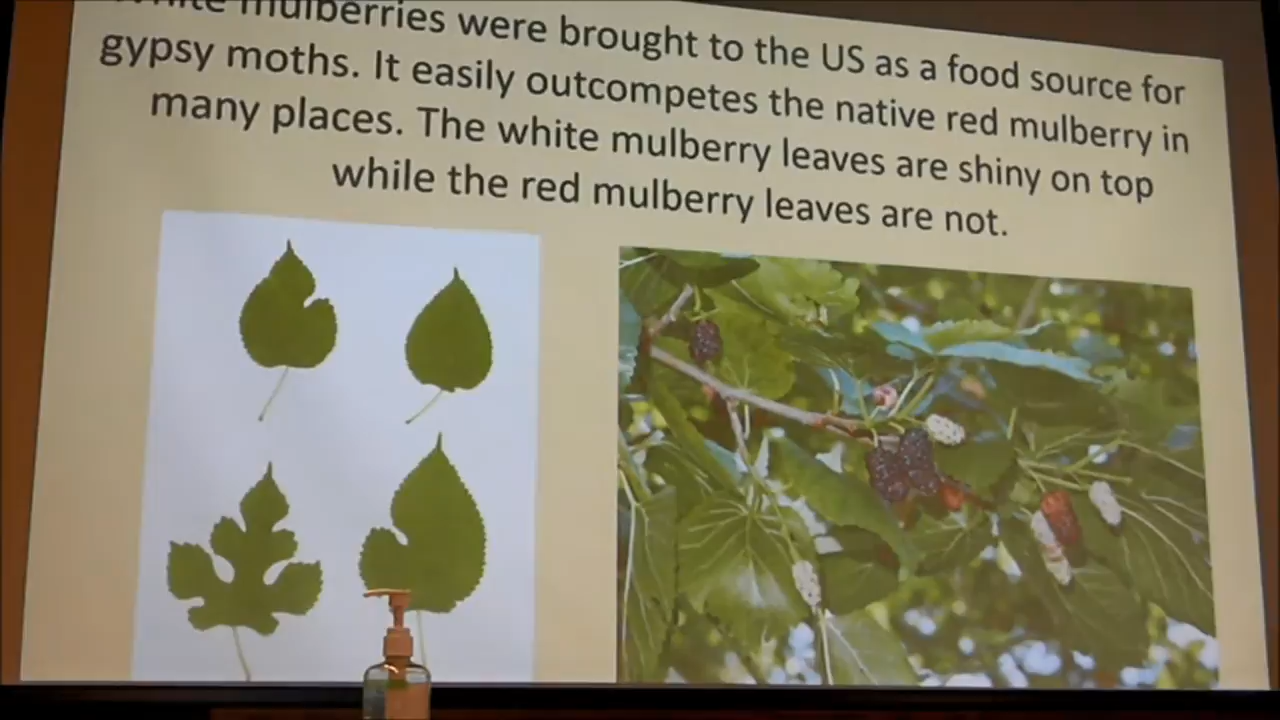 White mulberries were brought to the US as a food source for
gypsy moths. It easily outcompetes the native red mulberry in
many places. The white mulberry leaves are shiny on top
while the red mulberry leaves are not.